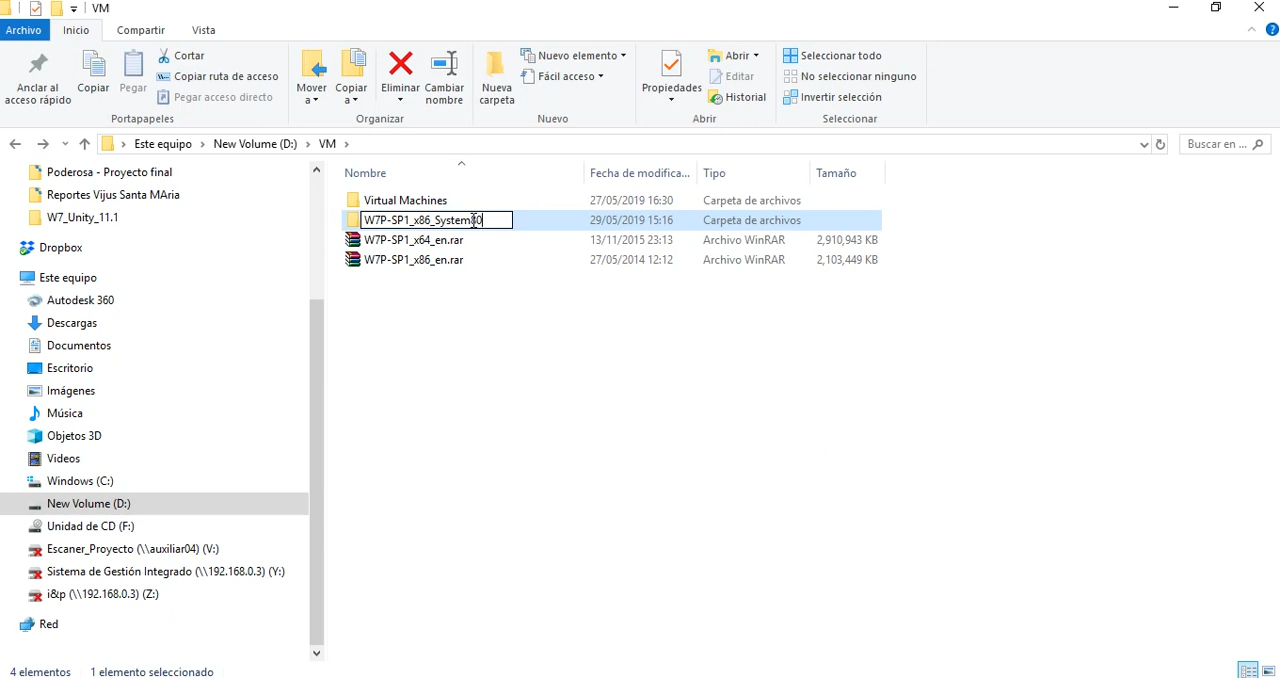 VM
Archivo Inicio Compartir Vista
Anclar al acceso rápido
Copiar
Pegar
Cortar
Copiar ruta de acceso
Pegar acceso directo
Portapapeles
Mover a
Copiar a
Eliminar
Cambiar nombre
Organizar
Nueva carpeta
Nuevo elemento
Fácil acceso
Nuevo
Propiedades
Abrir
Editar
Historial
Abrir
Seleccionar todo
No seleccionar ninguno
Invertir selección
Seleccionar
Este equipo > New Volume (D:) > VM >
Buscar en ...
Poderosa - Proyecto final
Reportes Vijus Santa MAria
W7_Unity_11.1
Dropbox
Este equipo
Autodesk 360
Descargas
Documentos
Escritorio
Imágenes
Música
Objetos 3D
Videos
Windows (C:)
New Volume (D:)
Unidad de CD (F:)
Escaner_Proyecto (\\auxiliar04) (V:)
Sistema de Gestión Integrado (\\192.168.0.3) (Y:)
i&p (\\192.168.0.3) (Z:)
Red
Nombre Fecha de modifica... Tipo Tamaño
Virtual Machines 27/05/2019 16:30 Carpeta de archivos
29/05/2019 15:16 Carpeta de archivos
W7P-SP1_x64_en.rar 13/11/2015 23:13 Archivo WinRAR 2,910,943 KB
W7P-SP1_x86_en.rar 27/05/2014 12:12 Archivo WinRAR 2,103,449 KB
4 elementos 1 elemento seleccionado